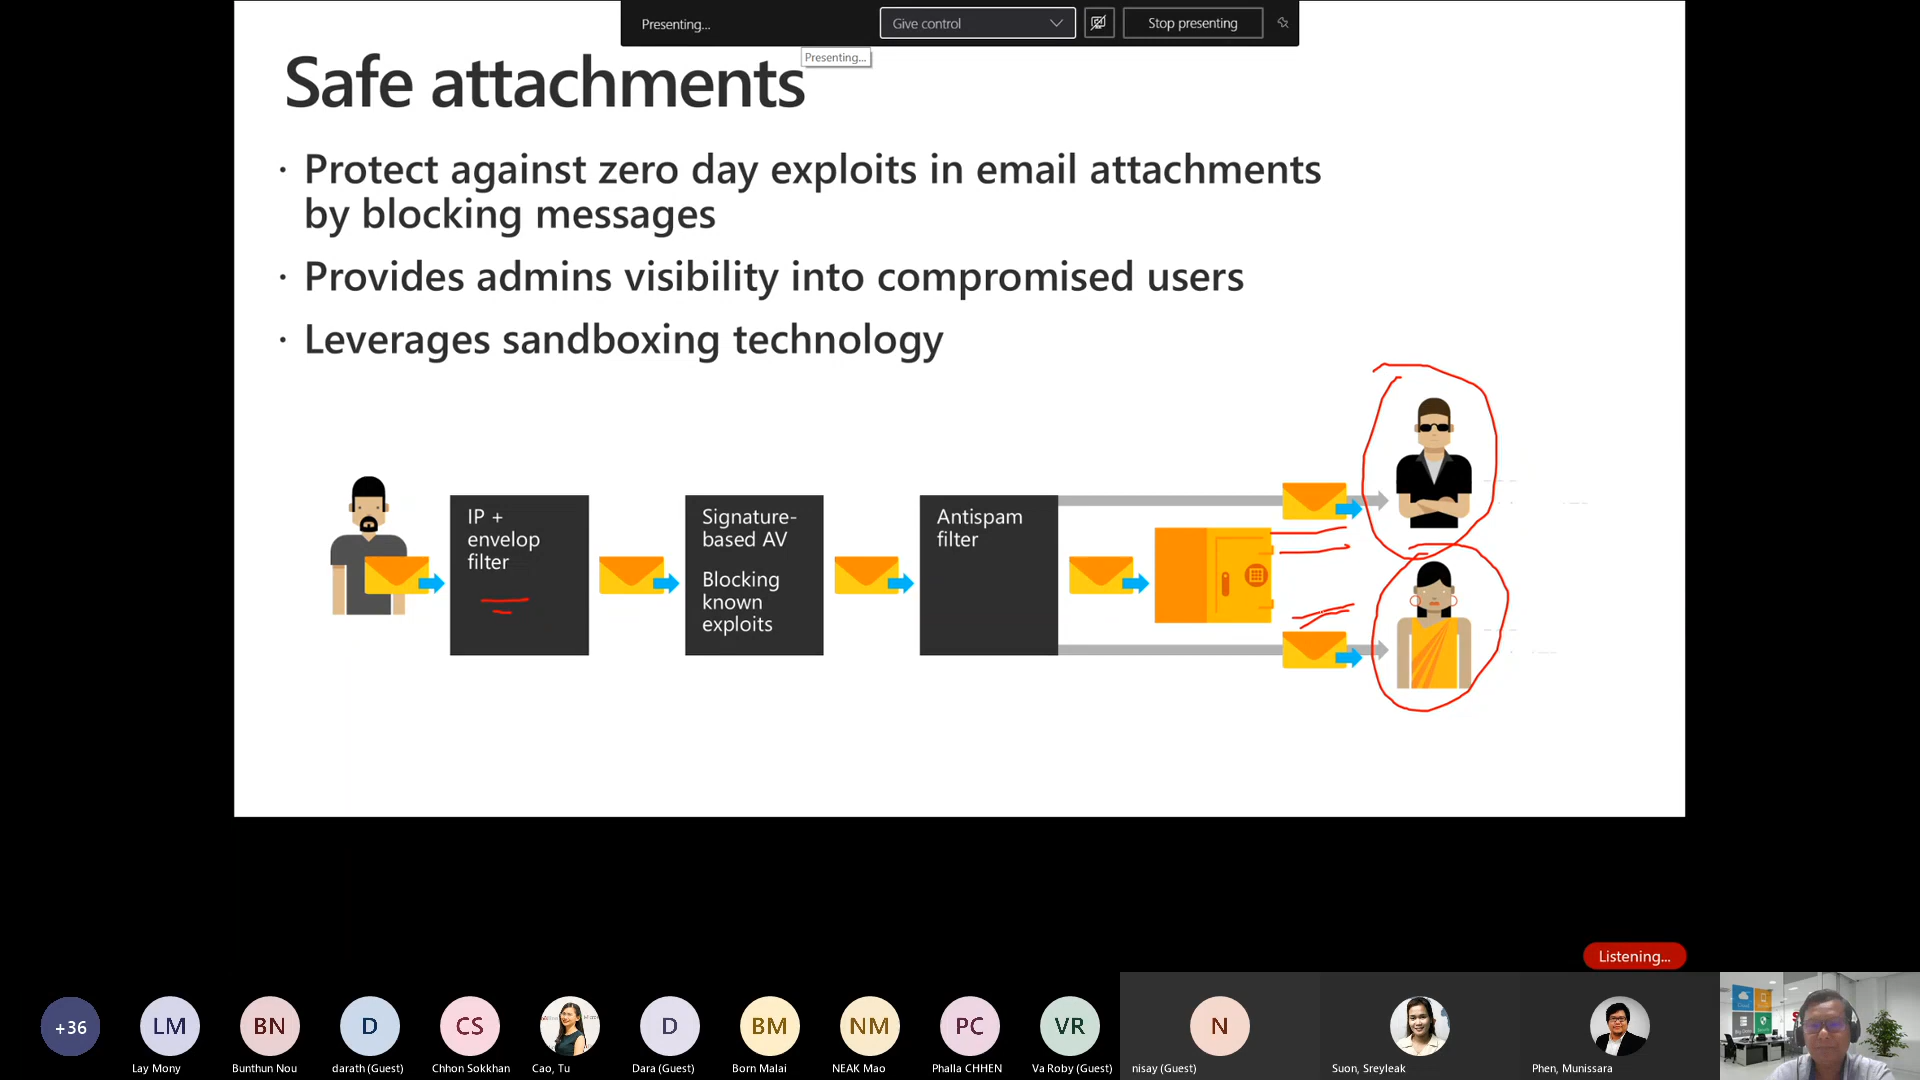 Presenting...
Give control
Stop presenting
Presenting...
Safe attachments
· Protect against zero day exploits in email attachments
by blocking messages
· Provides admins visibility into compromised users
· Leverages sandboxing technology
IP +
envelop
filter
Signature-
based AV
Blocking
known
exploits
Antispam
filter
Listening...
+36
LM
BN
D
CS
D
BM
NM
PC
VR
N
Lay Mony
Bunthun Nou
darath (Guest)
Chhon Sokkhan
Cao, Tu
Dara (Guest)
Born Malai
NEAK Mao
Phalla CHHEN
Va Roby (Guest)
nisay (Guest)
Suon, Sreyleak
Phen, Munissara